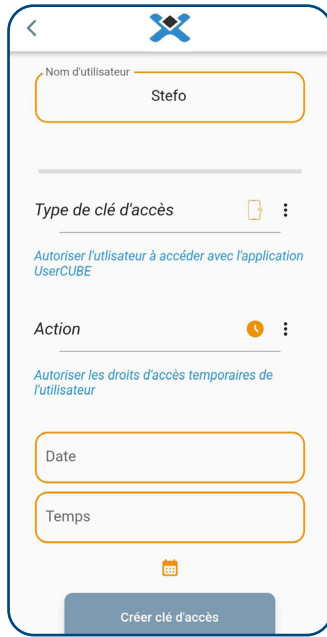 Nom d'utilisateur
Stefo
Type de clé d'accès
Autoriser l'utlisateur à accéder avec l'application
UserCUBE
Action
Autoriser les droits d'accès temporaires de
l'utilisateur
Date
Temps
Créer clé d'accès